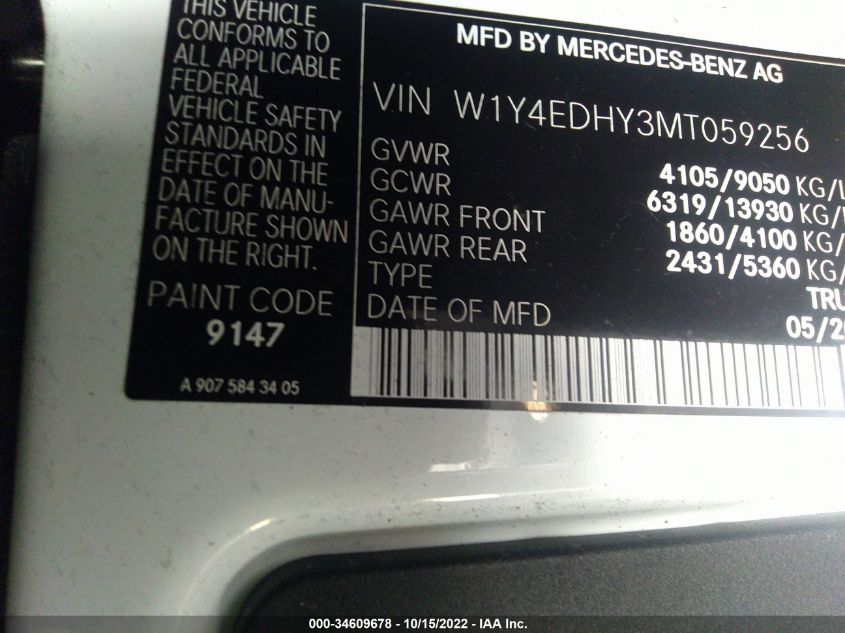 THIS VEHICLE
CONFORMS TO
ALL APPLICABLE
FEDERAL
VEHICLE SAFETY
STANDARDS IN
EFFECT ON THE
DATE OF MANU-
FACTURE SHOWN
ON THE RIGHT.
PAINT CODE
9147
A 907 584 34 05
MFD BY MERCEDES-BENZ AG
VIN W1Y4EDHY3MT059256
GVWR 4105/9050 KG/
GCWR 6319/13930 KG/
GAWR FRONT 1860/4100 KG/
GAWR REAR 2431/5360 KG/
TYPE
DATE OF MFD
000-34609678 - 10/15/2022 - IAA Inc.